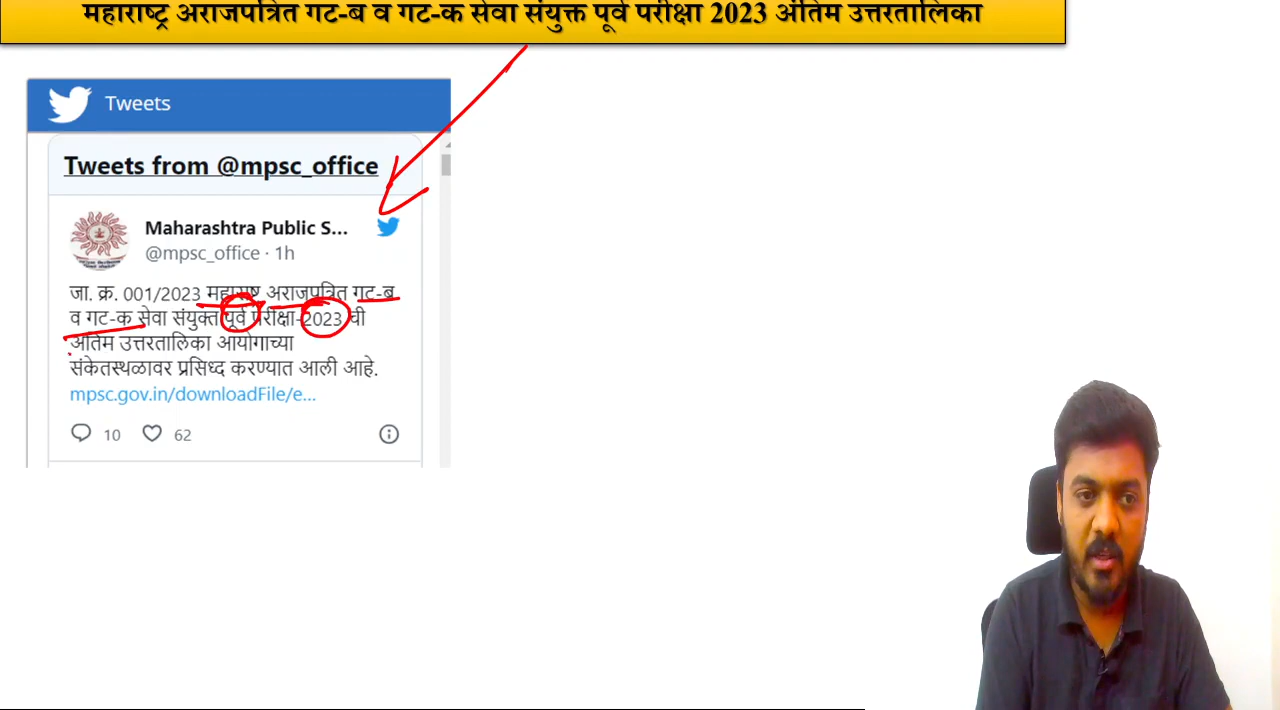 महाराष्ट्र अराजपत्रित गट-ब व गट-क सेवा संयुक्त पूर्व परीक्षा 2023 अंतिम उत्तरतालिका
Tweets
Tweets from @mpsc_office
Maharashtra Public S...
@mpsc_office · 1h
जा. क्र. 001/2023 महाराष्ट्र अराजपत्रित गट-ब
व गट-क सेवा संयुक्त पूर्व परीक्षा-2023 ची
अंतिम उत्तरतालिका आयोगाच्या
संकेतस्थळावर प्रसिध्द करण्यात आली आहे.
mpsc.gov.in/downloadFile/e...
10 62